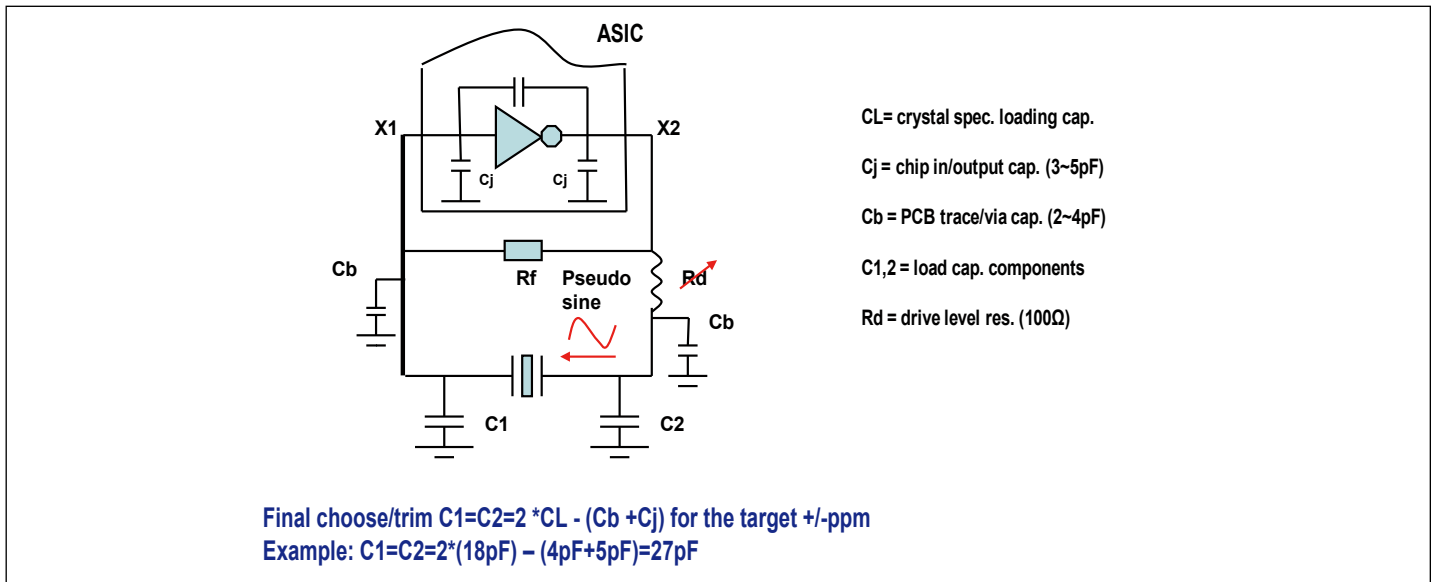 ASIC
X1
X2
Cj
Cj
Cb
Rf
Pseudo
sine
Rd
Cb
C1
C2
CL= crystal spec. loading cap.
Cj = chip in/output cap. (3~5pF)
Cb = PCB trace/via cap. (2~4pF)
C1,2 = load cap. components
Rd = drive level res. (100Ω)
Final choose/trim C1=C2=2 *CL - (Cb +Cj) for the target +/-ppm
Example: C1=C2=2*(18pF) – (4pF+5pF)=27pF